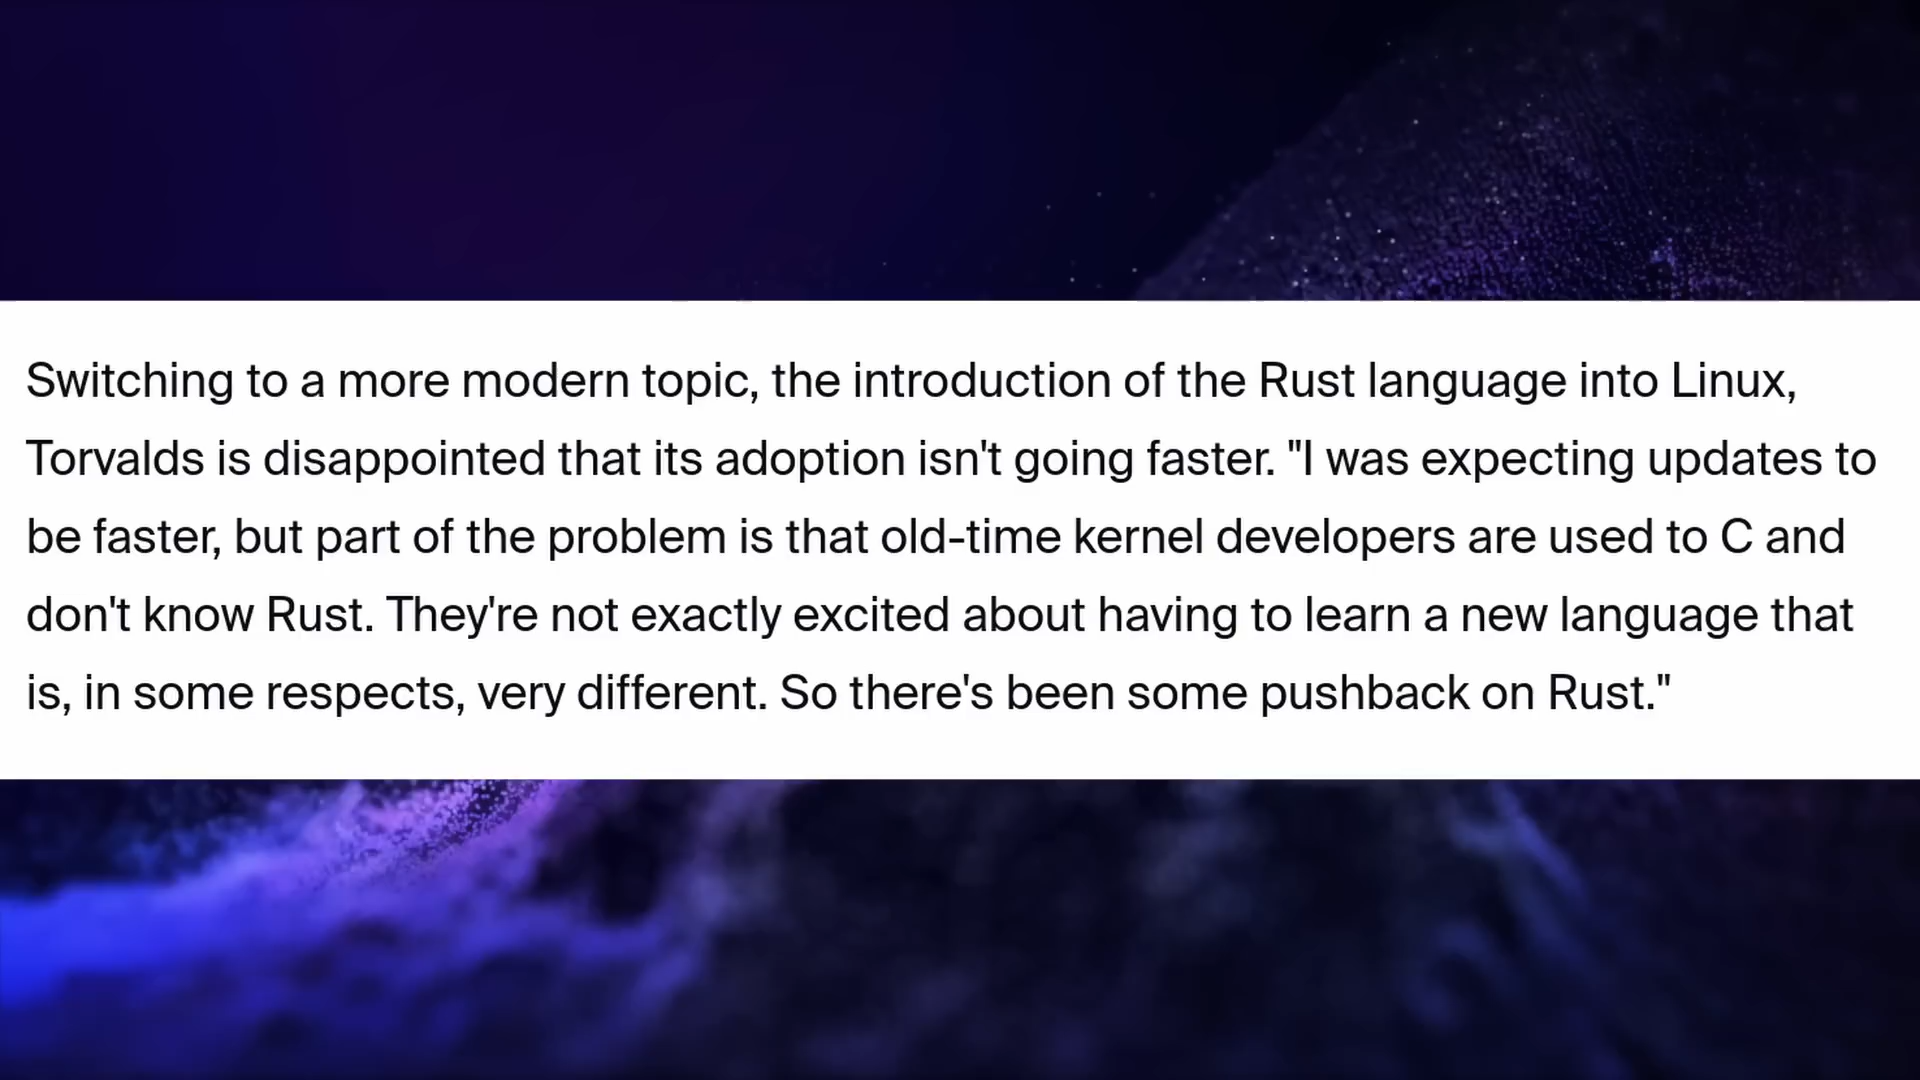 Switching to a more modern topic, the introduction of the Rust language into Linux,
Torvalds is disappointed that its adoption isn't going faster. "I was expecting updates to
be faster, but part of the problem is that old-time kernel developers are used to C and
don't know Rust. They're not exactly excited about having to learn a new language that
is, in some respects, very different. So there's been some pushback on Rust."